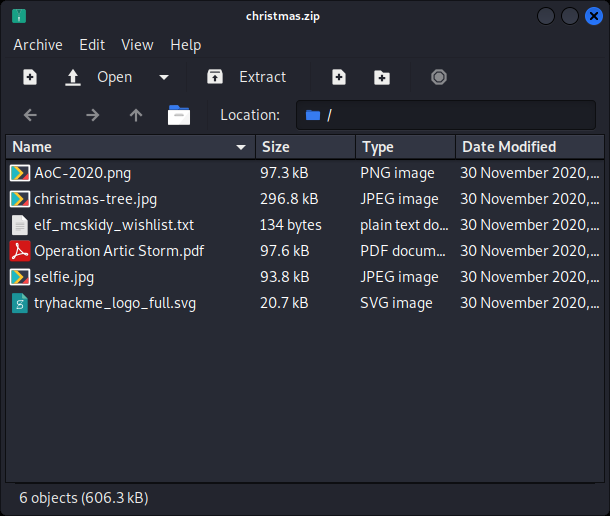 christmas.zip
Archive Edit View Help
Open Extract
Location: /
Name Size Type Date Modified
AoC-2020.png 97.3 kB PNG image 30 November 2020,...
christmas-tree.jpg 296.8 kB JPEG image 30 November 2020,...
elf_mcskidy_wishlist.txt 134 bytes plain text do... 30 November 2020,...
Operation Artic Storm.pdf 97.6 kB PDF docum... 30 November 2020,...
selfie.jpg 93.8 kB JPEG image 30 November 2020,...
tryhackme_logo_full.svg 20.7 kB SVG image 30 November 2020,...
6 objects (606.3 kB)